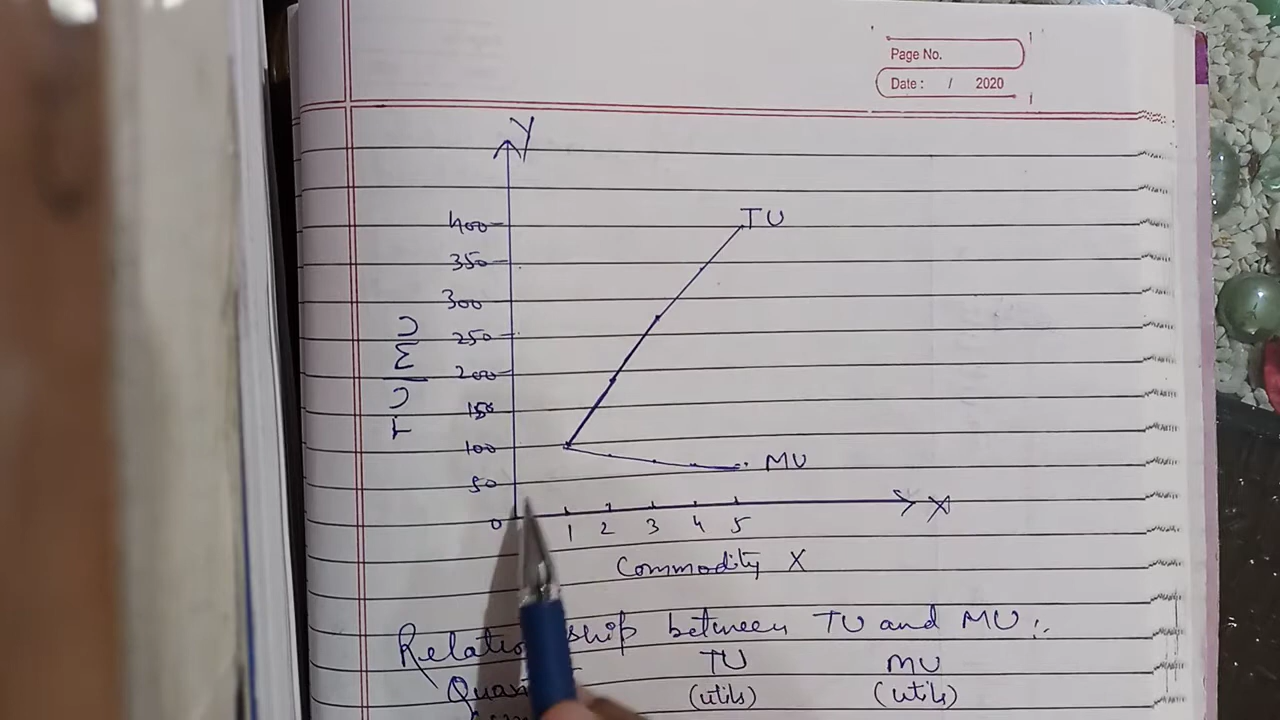 Page No.
Date : / 2020
Y
400
TU
350
300
250
200
150
100
MU
50
0
1 2 3 4 5
X
TU/MU
Commodity X
between TU and MU :.
TU MU
(utils) (utils)